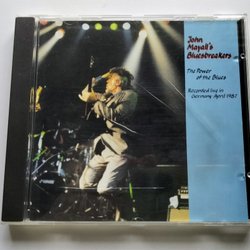 John
Mayall's
Bluesbreakers
The Power
of the Blues
Recorded live in
Germany April 1987